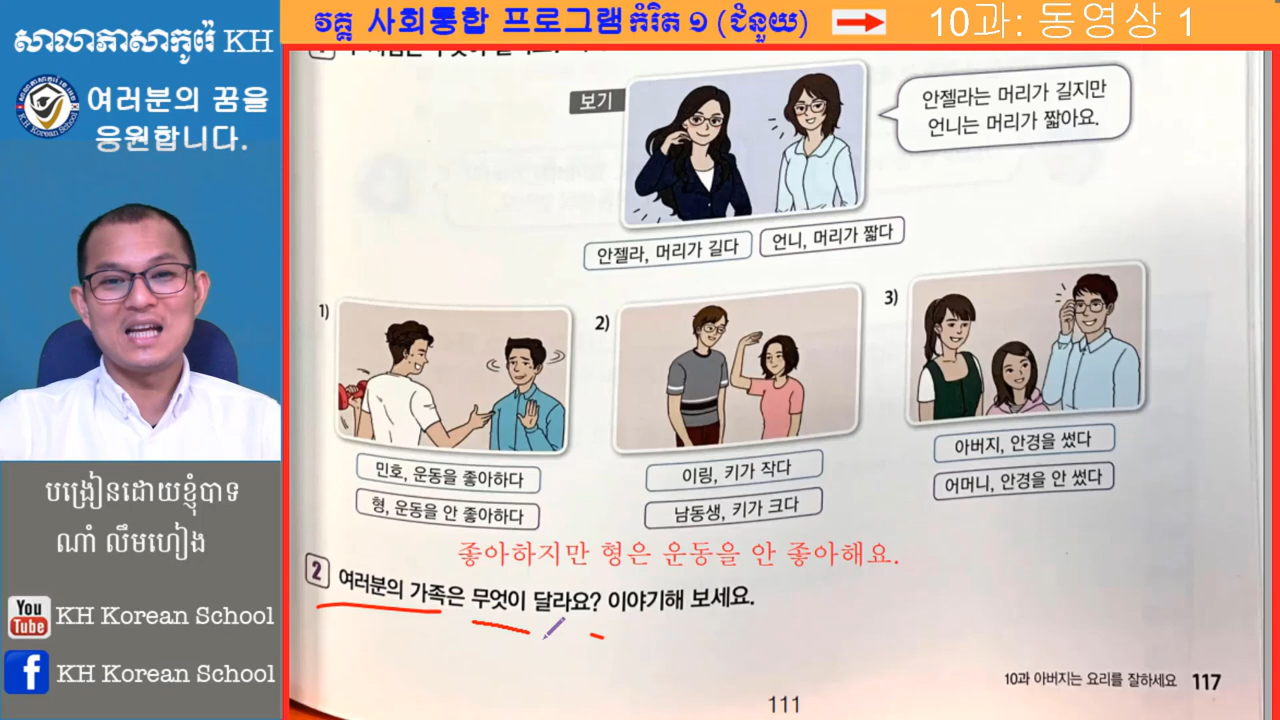 សាលាភាសាកូរ៉េ KH
여러분의 꿈을
응원합니다.
KH Korean School
វគ្គ 사회통합 프로그램 កំរិត ១ (ជំនួយ)
10과: 동영상 1
보기
안젤라는 머리가 길지만
언니는 머리가 짧아요.
안젤라, 머리가 길다
언니, 머리가 짧다
1)
민호, 운동을 좋아하다
형, 운동을 안 좋아하다
2)
이링, 키가 작다
남동생, 키가 크다
3)
아버지, 안경을 썼다
어머니, 안경을 안 썼다
좋아하지만 형은 운동을 안 좋아해요.
2 여러분의 가족은 무엇이 달라요? 이야기해 보세요.
10과 아버지는 요리를 잘하세요 117
111
បង្រៀនដោយខ្ញុំបាទ
ណាំ លឹមហៀង
You Tube KH Korean School
f KH Korean School